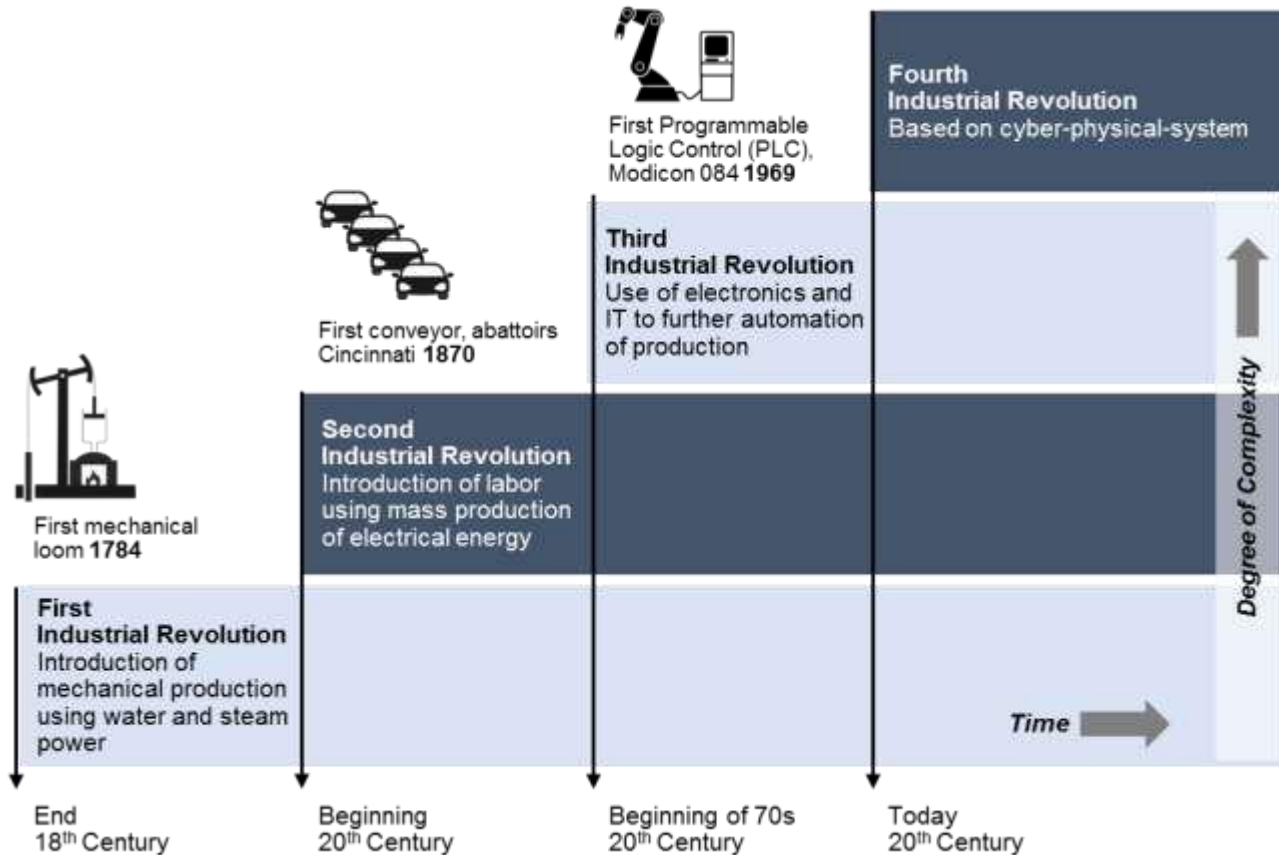 First Programmable
Logic Control (PLC),
Modicon 084 1969
Fourth
Industrial Revolution
Based on cyber-physical-system
First conveyor, abattoirs
Cincinnati 1870
Third
Industrial Revolution
Use of electronics and
IT to further automation
of production
First mechanical
loom 1784
Second
Industrial Revolution
Introduction of labor
using mass production
of electrical energy
First
Industrial Revolution
Introduction of
mechanical production
using water and steam
power
Degree of Complexity
Time
End
18th Century
Beginning
20th Century
Beginning of 70s
20th Century
Today
20th Century